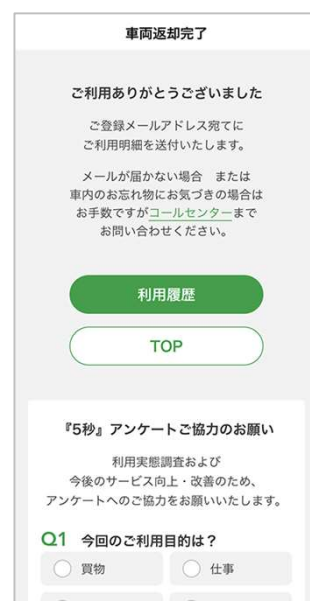 車両返却完了
ご利用ありがとうございました
ご登録メールアドレス宛てに
ご利用明細を送付いたします。
メールが届かない場合　または
車内のお忘れ物にお気づきの場合は
お手数ですがコールセンターまで
お問い合わせください。
利用履歴
TOP
『5秒』アンケートご協力のお願い
利用実態調査および
今後のサービス向上・改善のため、
アンケートへのご協力をお願いいたします。
Q1 今回のご利用目的は？
買物
仕事